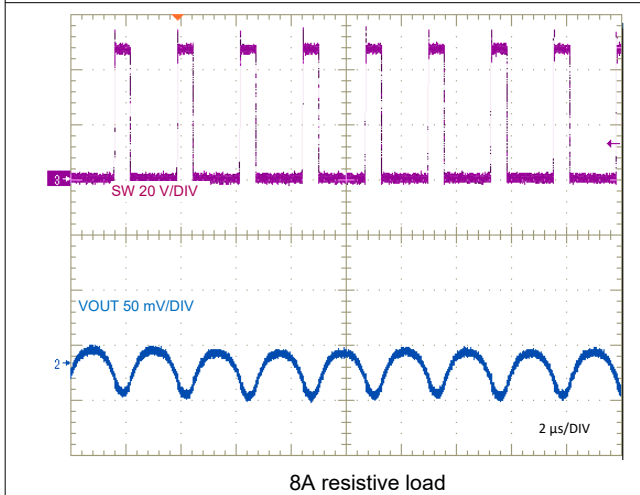 3
SW 20 V/DIV
VOUT 50 mV/DIV
2
2 µs/DIV
8A resistive load